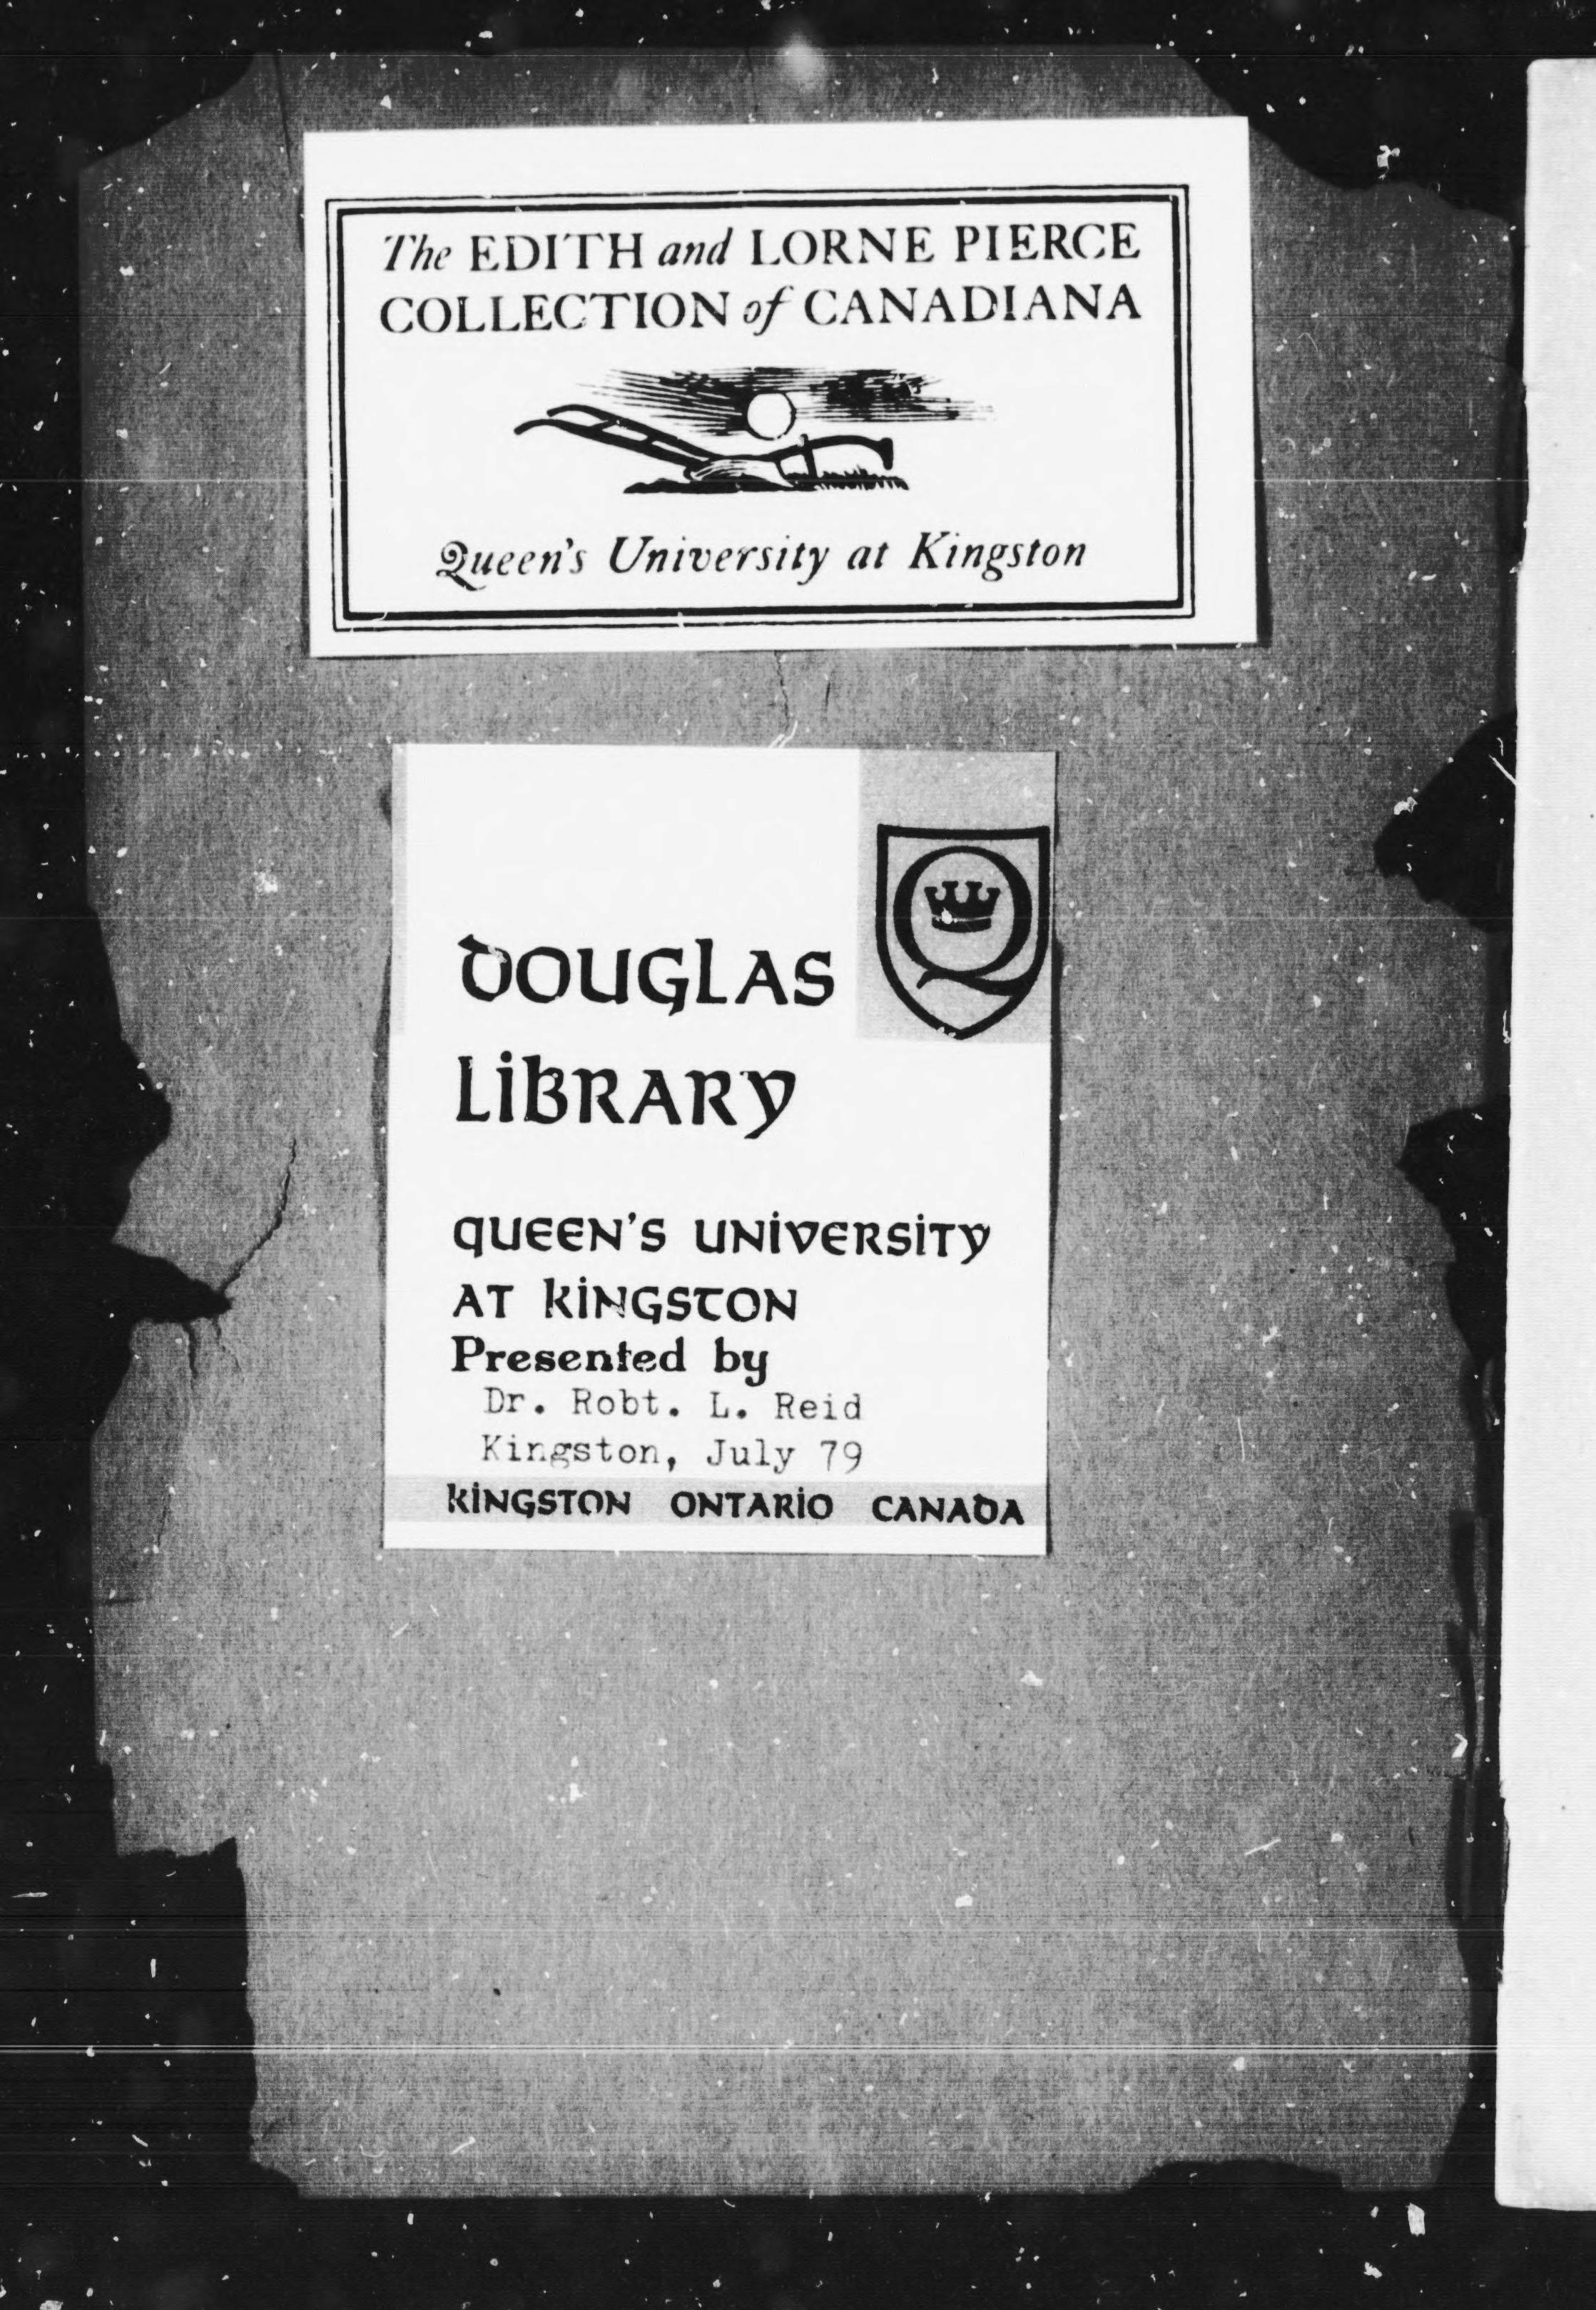 The EDITH and LORNE PIERCE
COLLECTION of CANADIANA
Queen's University at Kingston
Q
DOUGLAS
LIBRARY
QUEEN'S UNIVERSITY
AT KINGSTON
Presented by
Dr. Robt. L. Reid
Kingston, July 79
KINGSTON ONTARIO CANADA